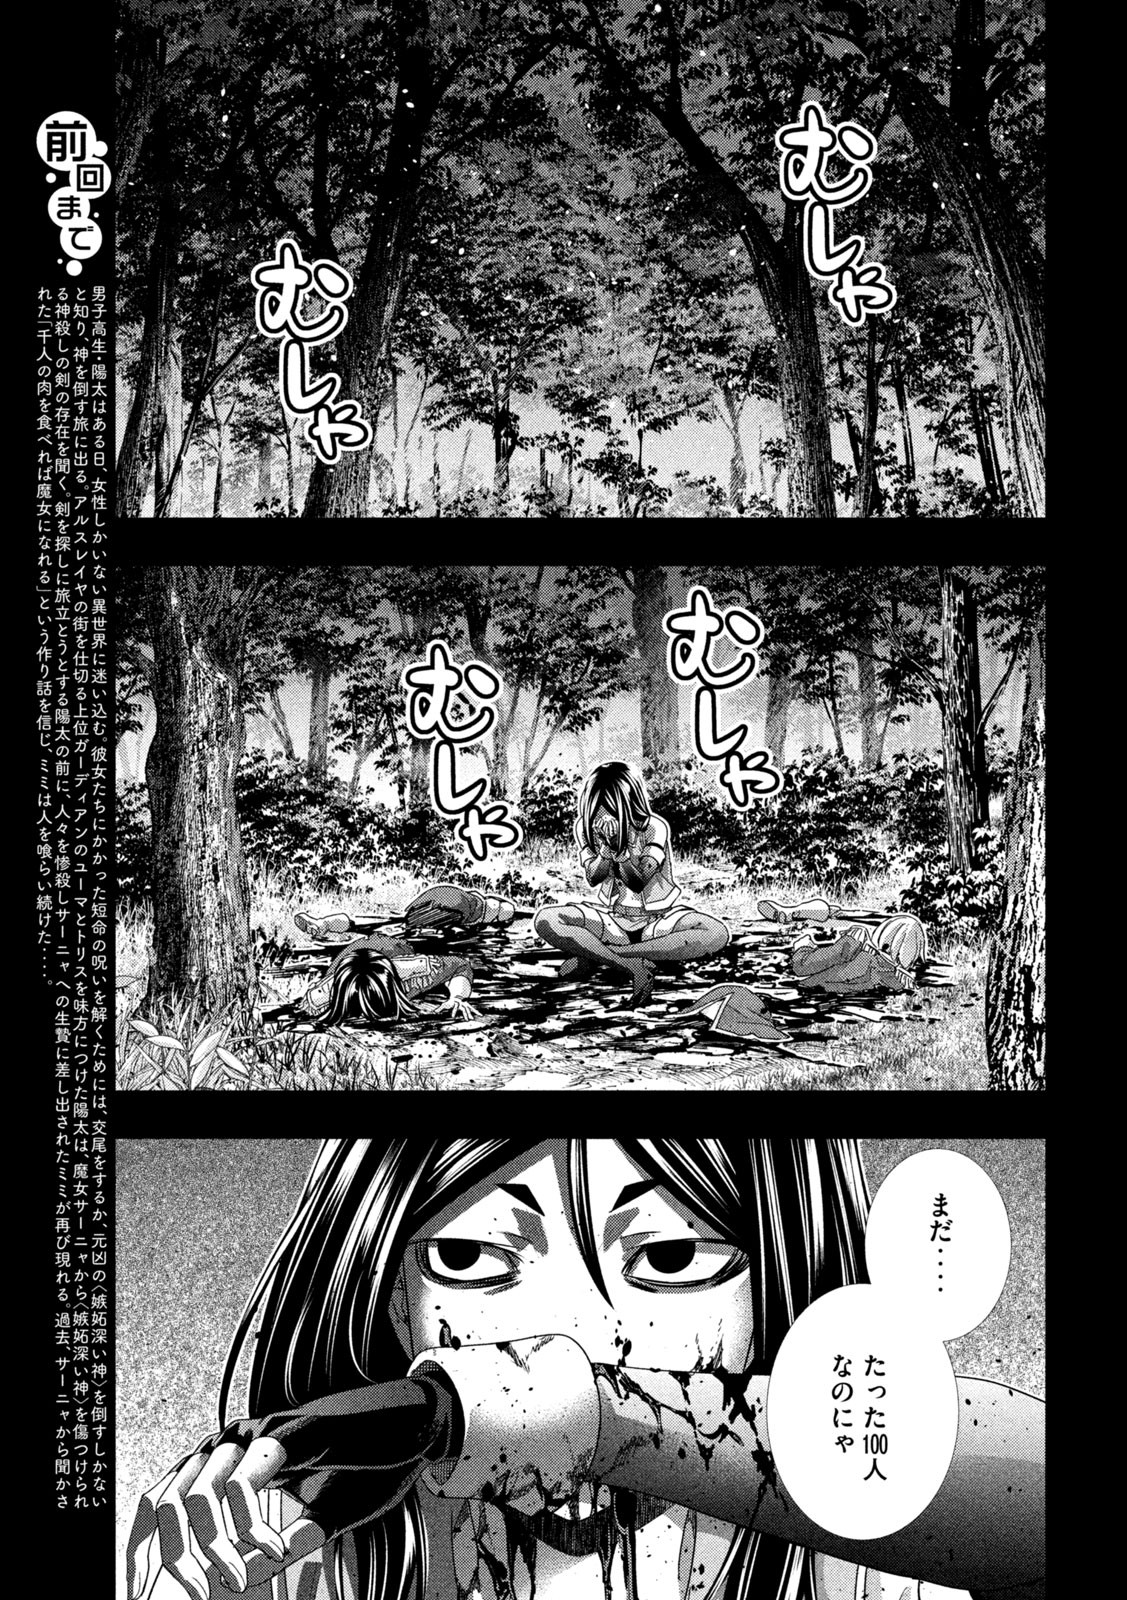 むしゃ
むしゃ
むしゃ
むしゃ
まだ‥‥
たった100人
なのにゃ
前回まで
男子高生・陽太はある日、女性しかいない異世界に迷い込む。彼女たちにかかった短命の呪いを解くためには、交尾をするか、元凶の〈嫉妬深い神〉を倒すしかない
と知り、神を倒す旅に出る。アルスレイヤの街を仕切る上位ガーディアンのユーマとトリスを味方につけた陽太は、魔女サーニャから〈嫉妬深い神〉を傷つけられ
る神殺しの剣の存在を聞く。剣を探しに旅立とうとする陽太の前に、人々を惨殺しサーニャへの生贄に差し出されたミミが再び現れる。過去、サーニャから聞かさ
れた「千人の肉を食べれば魔女になれる」という作り話を信じ、ミミは人を喰らい続けた‥‥。